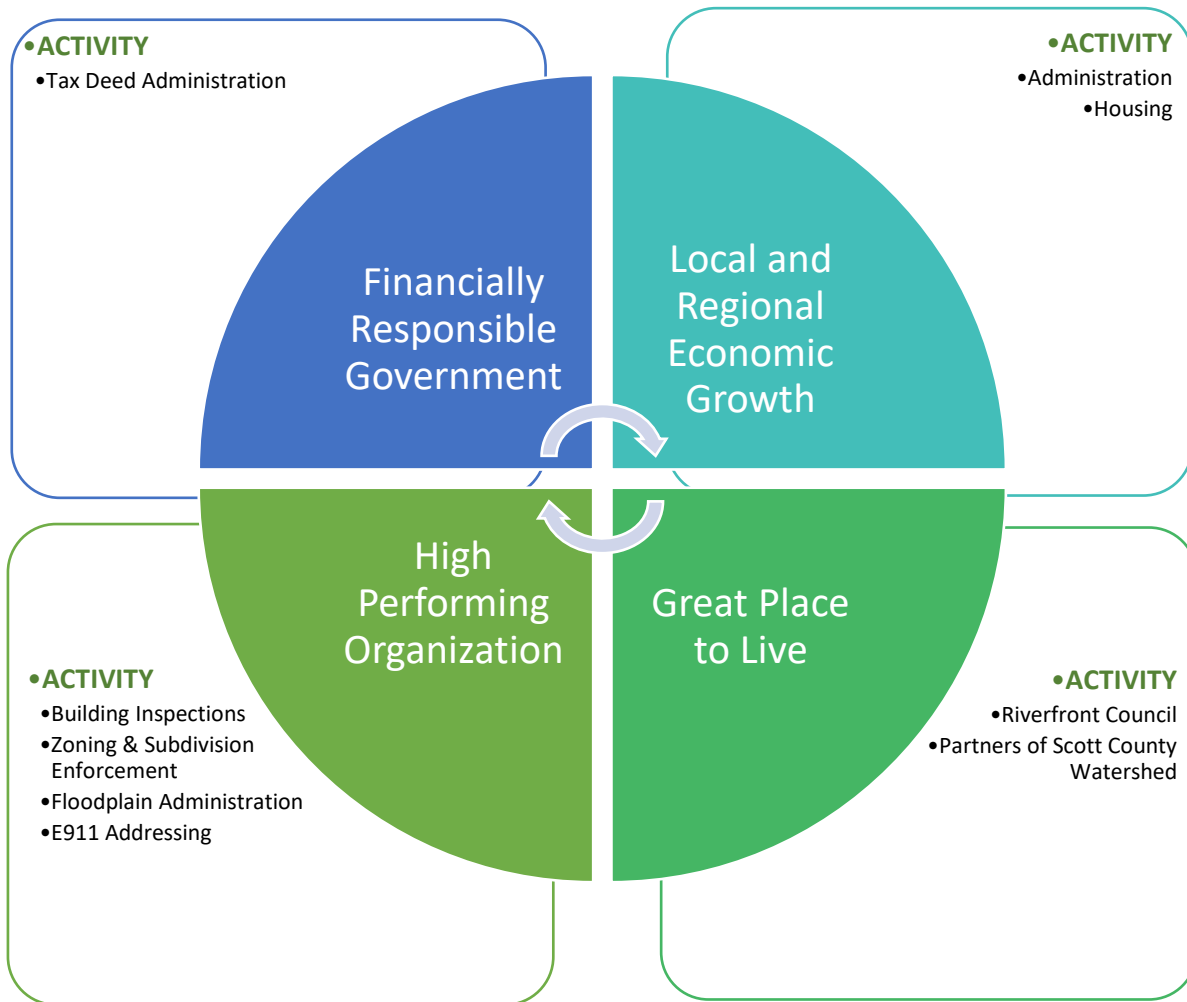 •ACTIVITY
•Tax Deed Administration
•ACTIVITY
•Administration
•Housing
Financially
Responsible
Government
Local and
Regional
Economic
Growth
High
Performing
Organization
Great Place
to Live
•ACTIVITY
•Building Inspections
•Zoning & Subdivision
Enforcement
•Floodplain Administration
•E911 Addressing
•ACTIVITY
•Riverfront Council
•Partners of Scott County
Watershed